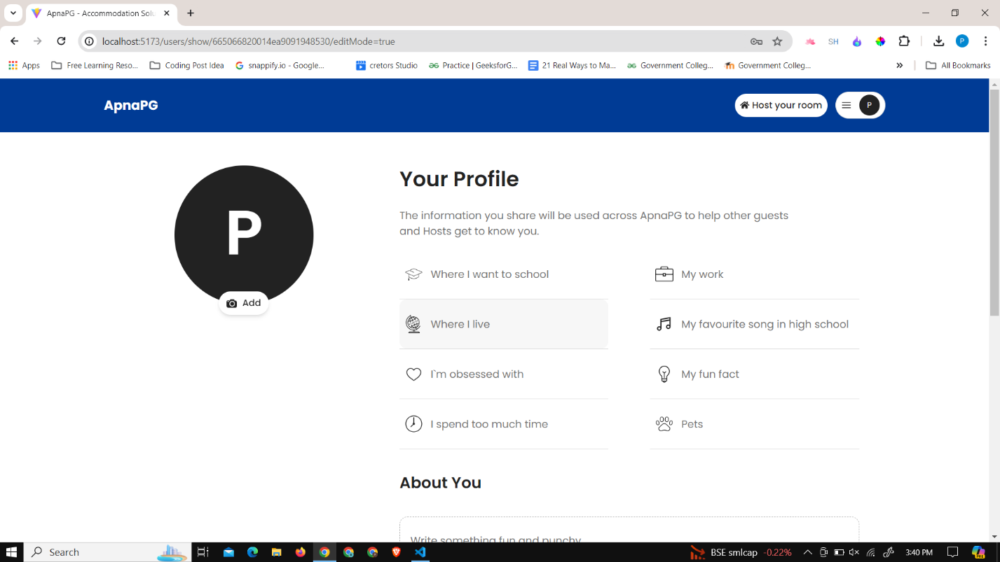 ApnaPG - Accommodation Solu
localhost:5173/users/show/665066820014ea9091948530/editMode=true
SH
P
Apps
Free Learning Reso...
Coding Post Idea
snappify.io - Google...
cretors Studio
Practice | GeeksforG...
21 Real Ways to Ma...
Government Colleg...
Government Colleg...
All Bookmarks
ApnaPG
Host your room
P
P
Add
Your Profile
The information you share will be used across ApnaPG to help other guests
and Hosts get to know you.
Where I want to school
My work
Where I live
My favourite song in high school
I`m obsessed with
My fun fact
I spend too much time
Pets
About You
Write something fun and punchy
Search
BSE smlcap -0.22%
3:40 PM
PRE